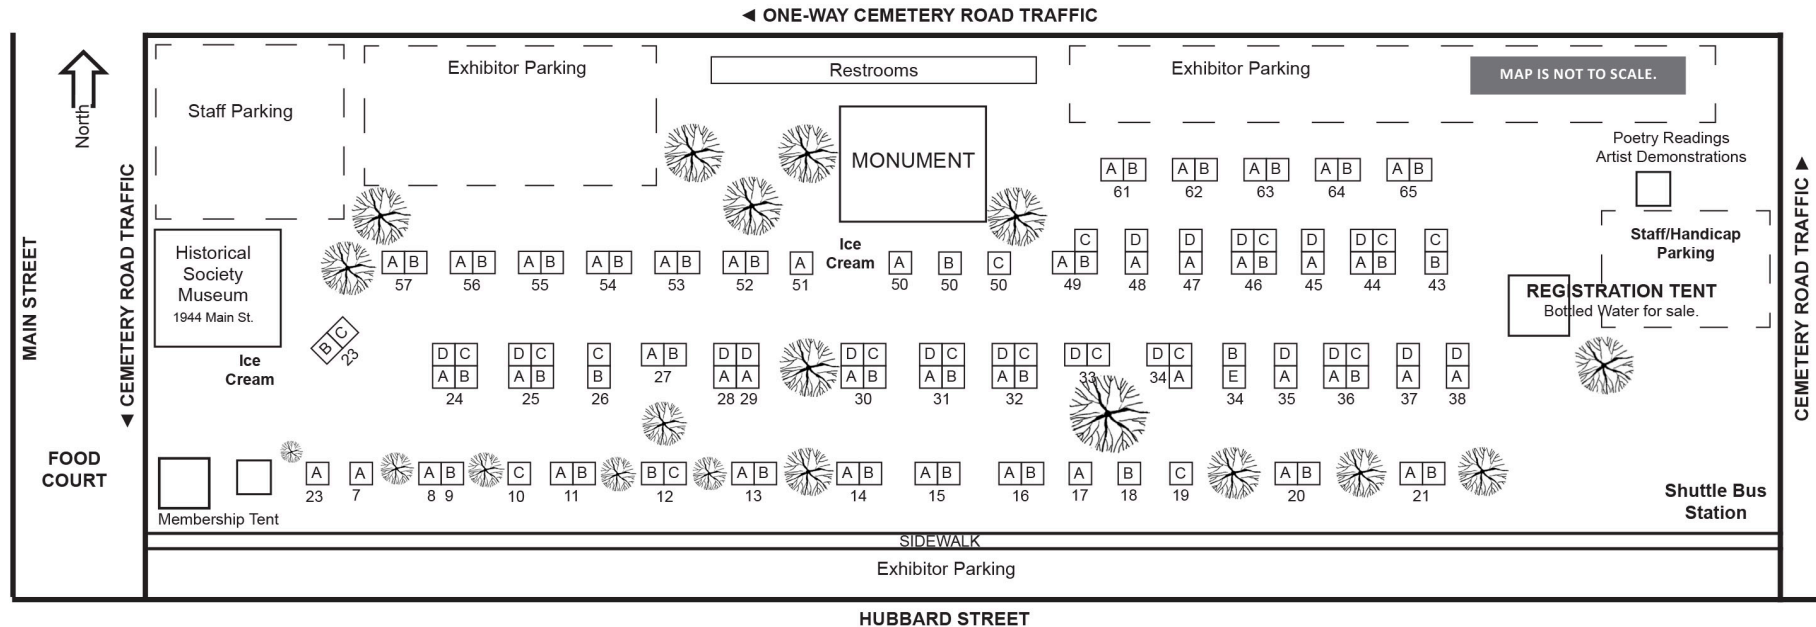 ◄ ONE-WAY CEMETERY ROAD TRAFFIC
North
Staff Parking
Exhibitor Parking
Restrooms
Exhibitor Parking
MAP IS NOT TO SCALE.
MONUMENT
Poetry Readings
Artist Demonstrations
A B A B A B A B A B
61 62 63 64 65
MAIN STREET
◄ CEMETERY ROAD TRAFFIC
CEMETERY ROAD TRAFFIC ►
Historical
Society
Museum
1944 Main St.
Ice
Cream
Staff/Handicap
Parking
C D D D C D D C C
A B A B A B A B A B A B A A B C A B A A A B A A B B
57 56 55 54 53 52 51 50 50 50 49 48 47 46 45 44 43
REGISTRATION TENT
Bottled Water for sale.
B C
23
Ice
Cream
D C D C C A B D D D C D C D C D C D C B D D C D D
A B A B B A A A B A B A B A E A A B A A
24 25 26 27 28 29 30 31 32 33 34 34 35 36 37 38
FOOD
COURT
A A A B C A B B C A B A B A B A B A B C A B A B
23 7 8 9 10 11 12 13 14 15 16 17 18 19 20 21
Membership Tent
Shuttle Bus
Station
SIDEWALK
Exhibitor Parking
HUBBARD STREET